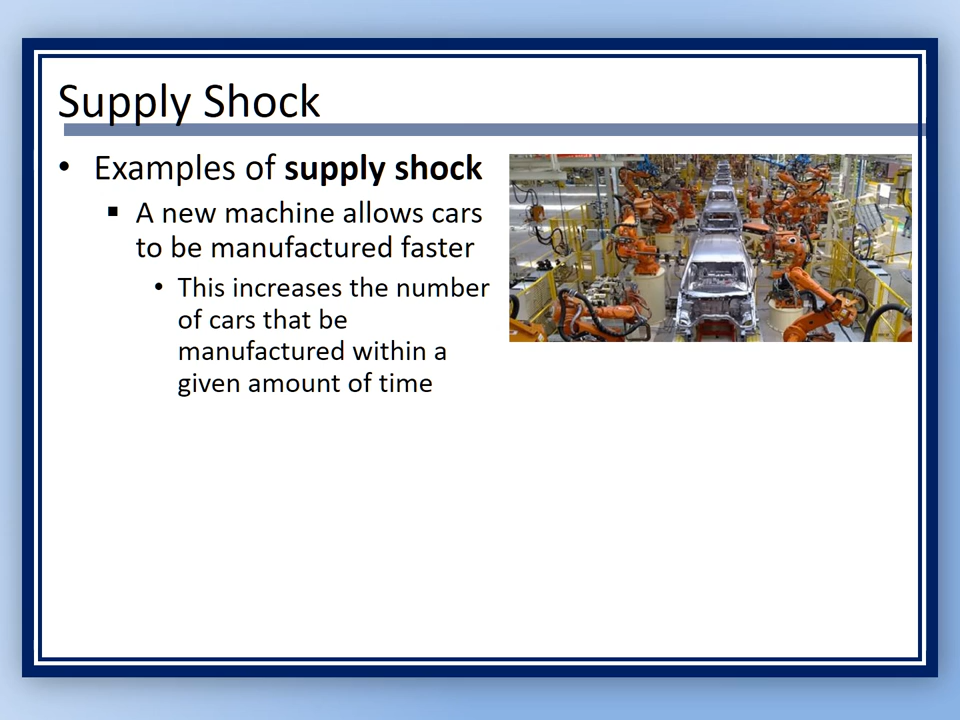 Supply Shock
• Examples of supply shock
▪ A new machine allows cars
to be manufactured faster
• This increases the number
of cars that be
manufactured within a
given amount of time